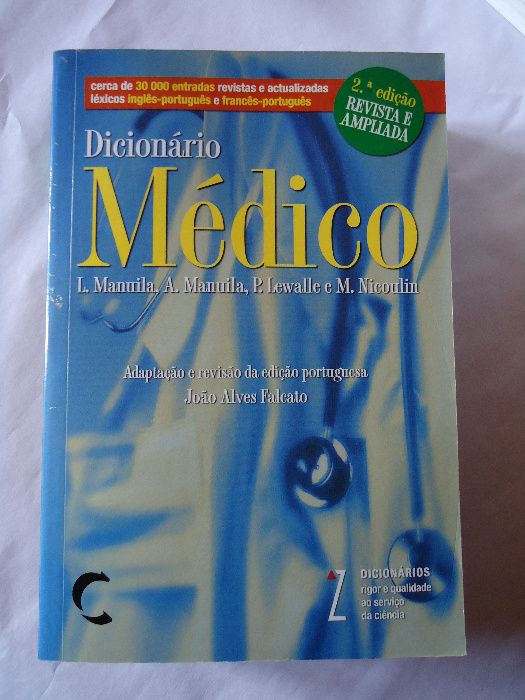 cerca de 30 000 entradas revistas e actualizadas
léxicos inglês-português e francês-português
2.ª edição
REVISTA E
AMPLIADA
Dicionário
Médico
L. Manuila, A. Manuila, P. Lewalle e M. Nicoulin
Adaptação e revisão da edição portuguesa
João Alves Falcato
Z
DICIONÁRIOS
rigor e qualidade
ao serviço
da ciência